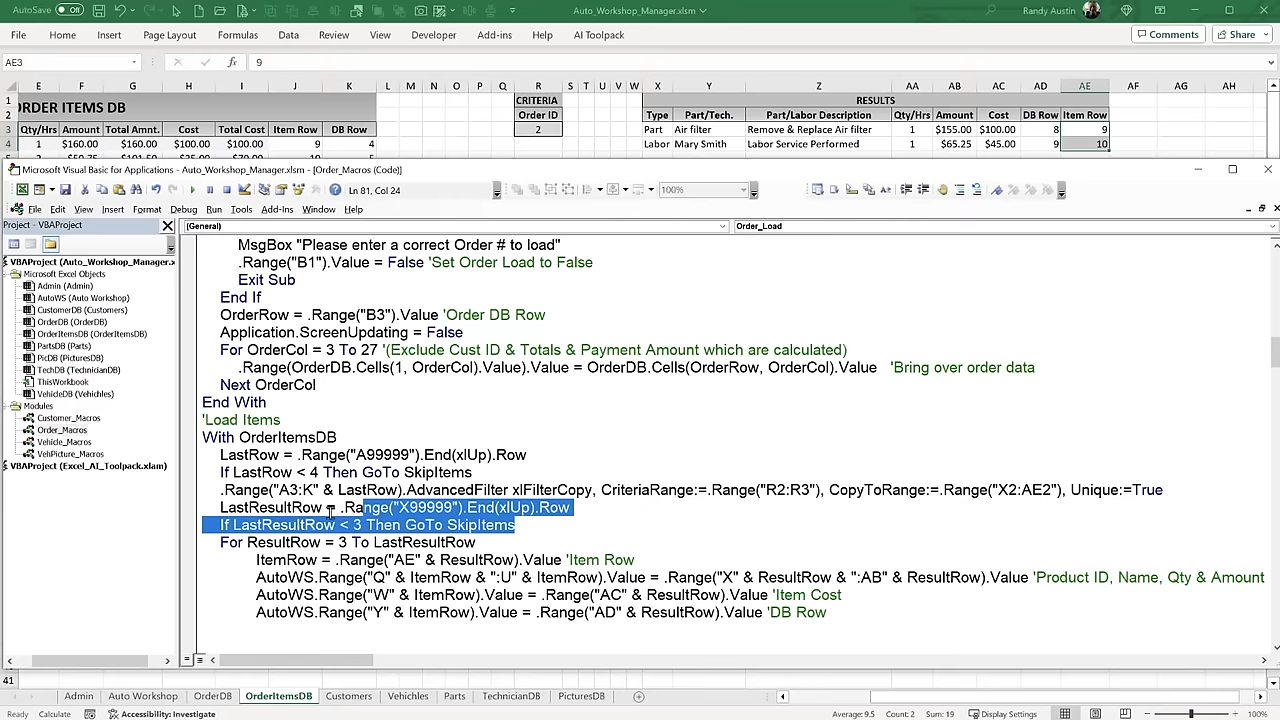 AutoSave Off Auto_Workshop_Manager.xlsm Randy Austin
File Home Insert Page Layout Formulas Data Review View Developer Add-ins Help AI Toolpack Comments Share
AE3 fx 9
E F G H I J K L M N O P Q R S T U V W X Y Z AA AB AC AD AE AF AG AH
1 ORDER ITEMS DB CRITERIA RESULTS
2 Order ID Type Part/Tech. Part/Labor Description Qty/Hrs Amount Cost DB Row Item Row
3 Qty/Hrs Amount Total Amnt. Cost Total Cost Item Row DB Row 2 Part Air filter Remove & Replace Air filter 1 $155.00 $100.00 8 9
4 1 $160.00 $160.00 $100.00 $100.00 9 4 Labor Mary Smith Labor Service Performed 1 $65.25 $45.00 9 10
Microsoft Visual Basic for Applications - Auto_Workshop_Manager.xlsm - [Order_Macros (Code)]
Ln 81, Col 24 100%
File Edit View Insert Format Debug Run Tools Add-Ins Window Help
Project - VBAProject
(General) Order_Load
VBAProject (Auto_Workshop_Manager.x
Microsoft Excel Objects
Admin (Admin)
AutoWS (Auto Workshop)
CustomerDB (Customers)
OrderDB (OrderDB)
OrderItemsDB (OrderItemsDB)
PartsDB (Parts)
PicDB (PicturesDB)
TechDB (TechnicianDB)
ThisWorkbook
VehicleDB (Vehichles)
Modules
Customer_Macros
Order_Macros
Vehicle_Macros
VehPicture_Macros
VBAProject (Excel_AI_Toolpack.xlam)
MsgBox "Please enter a correct Order # to load"
.Range("B1").Value = False 'Set Order Load to False
Exit Sub
End If
OrderRow = .Range("B3").Value 'Order DB Row
Application.ScreenUpdating = False
For OrderCol = 3 To 27 '(Exclude Cust ID & Totals & Payment Amount which are calculated)
.Range(OrderDB.Cells(1, OrderCol).Value).Value = OrderDB.Cells(OrderRow, OrderCol).Value 'Bring over order data
Next OrderCol
End With
'Load Items
With OrderItemsDB
LastRow = .Range("A99999").End(xlUp).Row
If LastRow < 4 Then GoTo SkipItems
.Range("A3:K" & LastRow).AdvancedFilter xlFilterCopy, CriteriaRange:=.Range("R2:R3"), CopyToRange:=.Range("X2:AE2"), Unique:=True
LastResultRow = .Range("X99999").End(xlUp).Row
If LastResultRow < 3 Then GoTo SkipItems
For ResultRow = 3 To LastResultRow
ItemRow = .Range("AE" & ResultRow).Value 'Item Row
AutoWS.Range("Q" & ItemRow & ":U" & ItemRow).Value = .Range("X" & ResultRow & ":AB" & ResultRow).Value 'Product ID, Name, Qty & Amount
AutoWS.Range("W" & ItemRow).Value = .Range("AC" & ResultRow).Value 'Item Cost
AutoWS.Range("Y" & ItemRow).Value = .Range("AD" & ResultRow).Value 'DB Row
41
Admin Auto Workshop OrderDB OrderItemsDB Customers Vehichles Parts TechnicianDB PicturesDB
Ready Calculate Accessibility: Investigate Average: 9.5 Count: 2 Sum: 19 Display Settings 100%